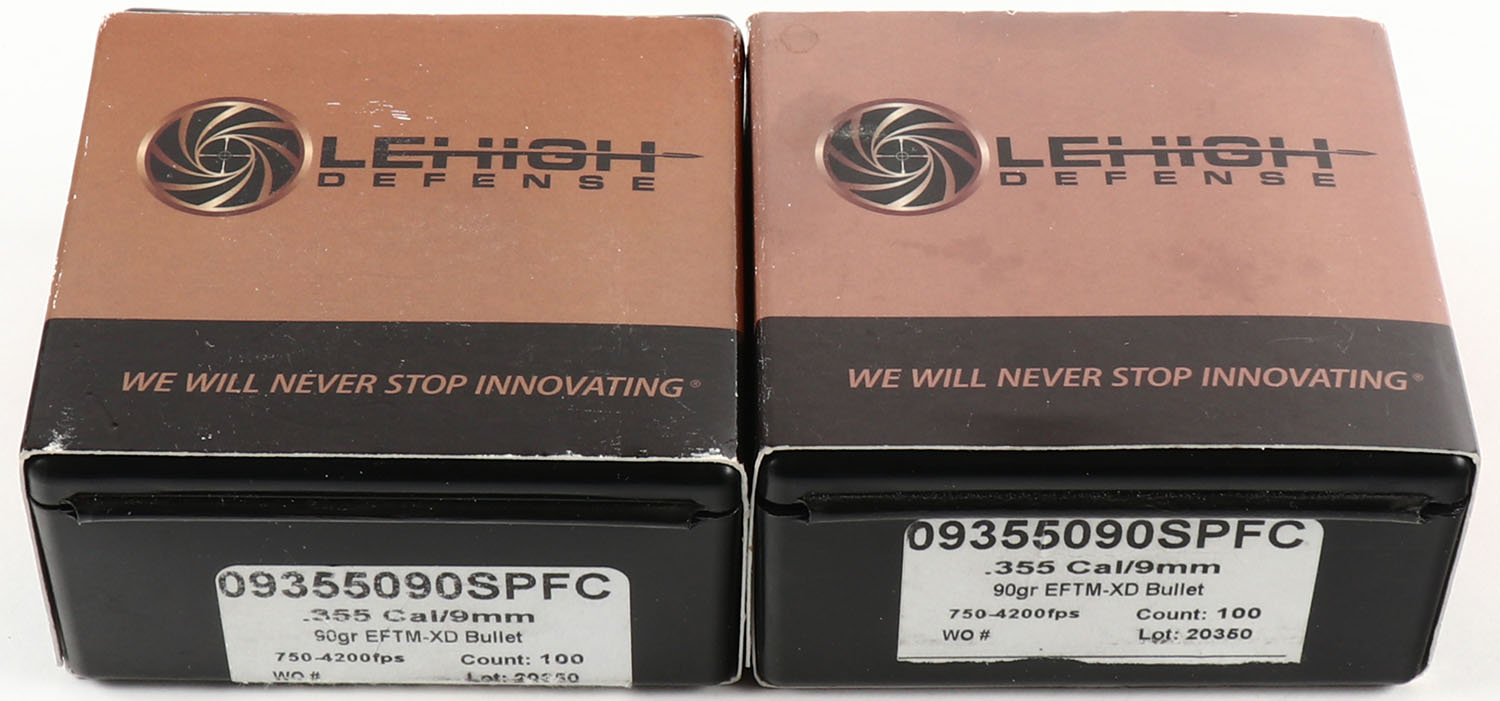 LEHIGH
DEFENSE
WE WILL NEVER STOP INNOVATING®
09355090SPFC
.355 Cal/9mm
90gr EFTM-XD Bullet
750-4200fps Count: 100
WO # Lot: 20350
LEHIGH
DEFENSE
WE WILL NEVER STOP INNOVATING®
09355090SPFC
.355 Cal/9mm
90gr EFTM-XD Bullet
750-4200fps Count: 100
WO # Lot: 20350